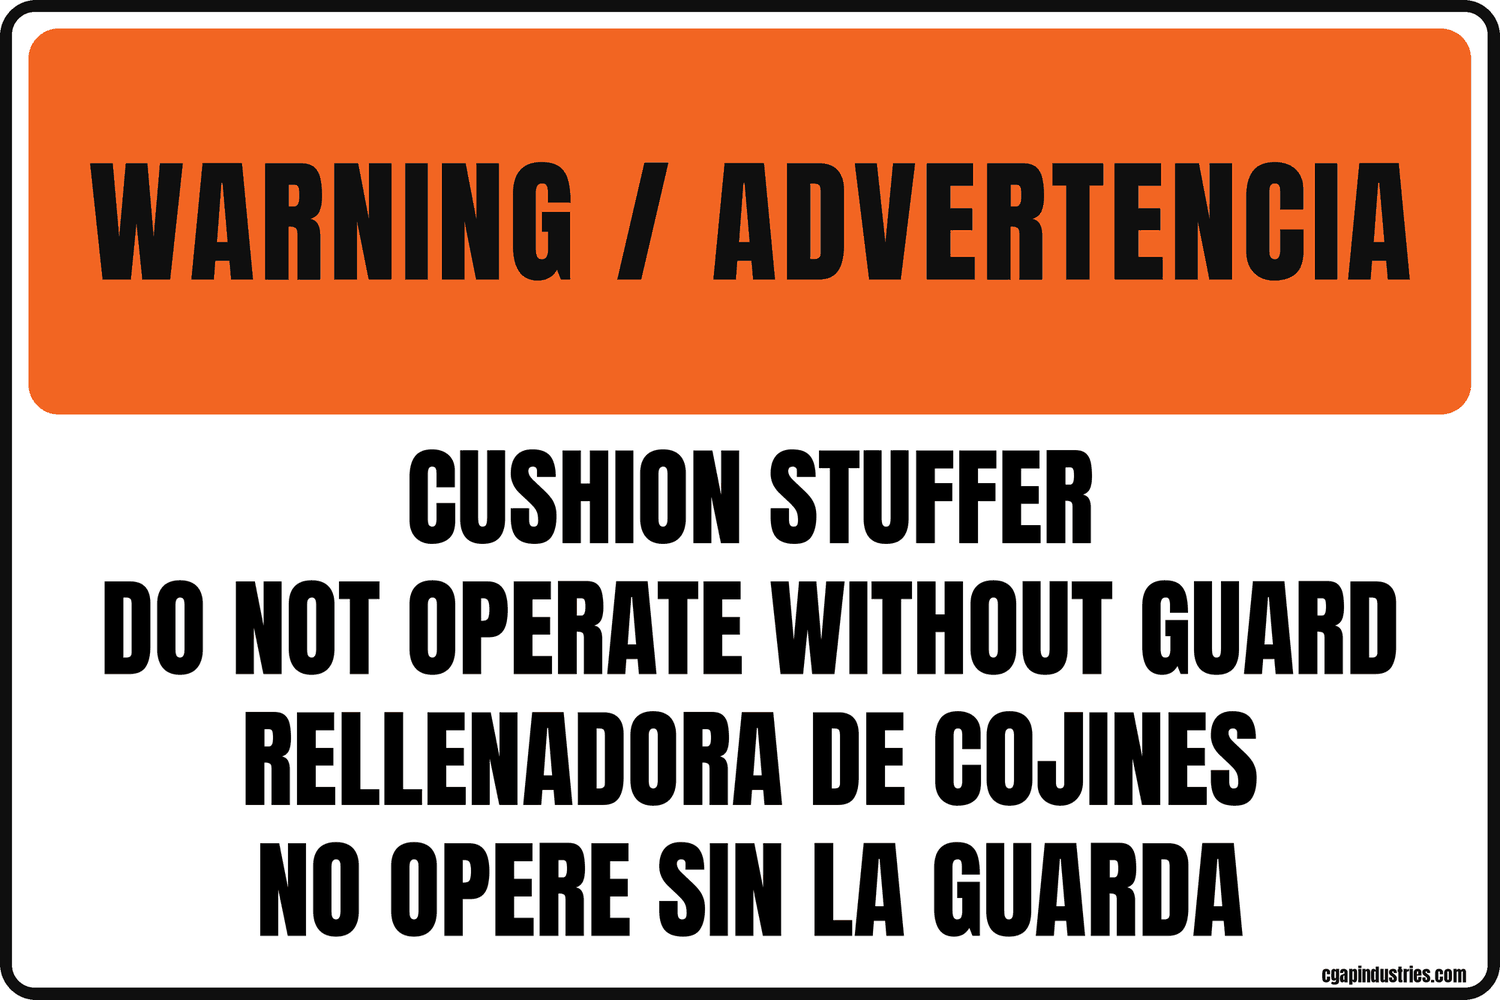 WARNING / ADVERTENCIA
CUSHION STUFFER
DO NOT OPERATE WITHOUT GUARD
RELLENADORA DE COJINES
NO OPERE SIN LA GUARDA
cgapindustries.com